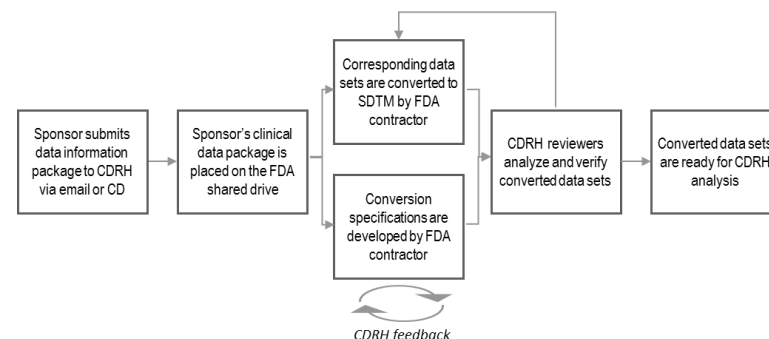 Sponsor submits
data information
package to CDRH
via email or CD
Sponsor's clinical
data package is
placed on the FDA
shared drive
Corresponding data
sets are converted to
SDTM by FDA
contractor
Conversion
specifications are
developed by FDA
contractor
CDRH feedback
CDRH reviewers
analyze and verify
converted data sets
Converted data sets
are ready for CDRH
analysis